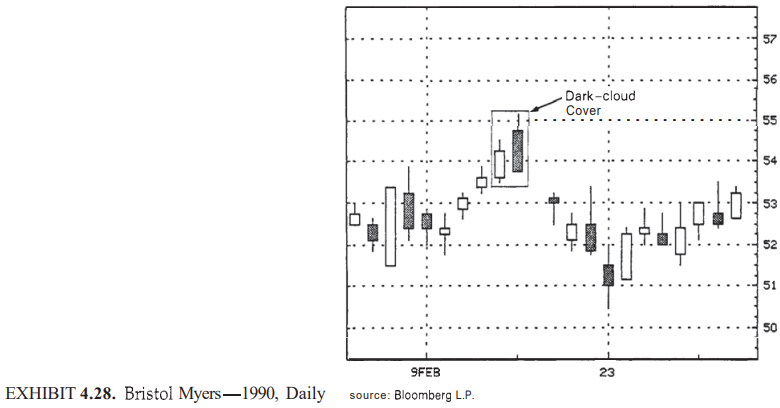 57
56
Dark-cloud
Cover
55
54
53
52
51
50
9FEB
23
EXHIBIT 4.28. Bristol Myers—1990, Daily source: Bloomberg L.P.